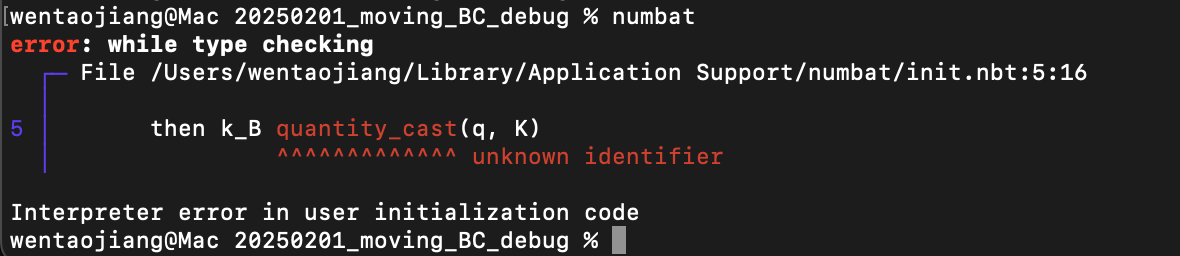 [wentaojiang@Mac 20250201_moving_BC_debug % numbat
error: while type checking
File /Users/wentaojiang/Library/Application Support/numbat/init.nbt:5:16
5 then k_B quantity_cast(q, K)
^^^^^^^^^^^^^ unknown identifier
Interpreter error in user initialization code
wentaojiang@Mac 20250201_moving_BC_debug %